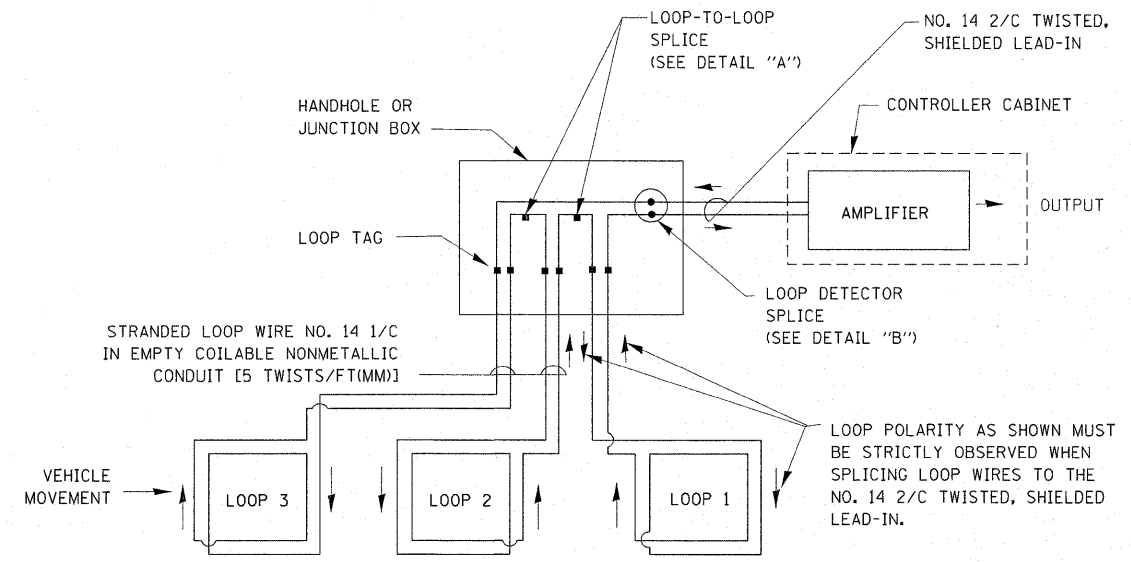 LOOP-TO-LOOP
SPLICE
(SEE DETAIL "A")
NO. 14 2/C TWISTED,
SHIELDED LEAD-IN
HANDHOLE OR
JUNCTION BOX
CONTROLLER CABINET
AMPLIFIER
OUTPUT
LOOP TAG
LOOP DETECTOR
SPLICE
(SEE DETAIL "B")
STRANDED LOOP WIRE NO. 14 1/C
IN EMPTY COILABLE NONMETALLIC
CONDUIT [5 TWISTS/FT(MM)]
LOOP POLARITY AS SHOWN MUST
BE STRICTLY OBSERVED WHEN
SPLICING LOOP WIRES TO THE
NO. 14 2/C TWISTED, SHIELDED
LEAD-IN.
VEHICLE
MOVEMENT
LOOP 3
LOOP 2
LOOP 1